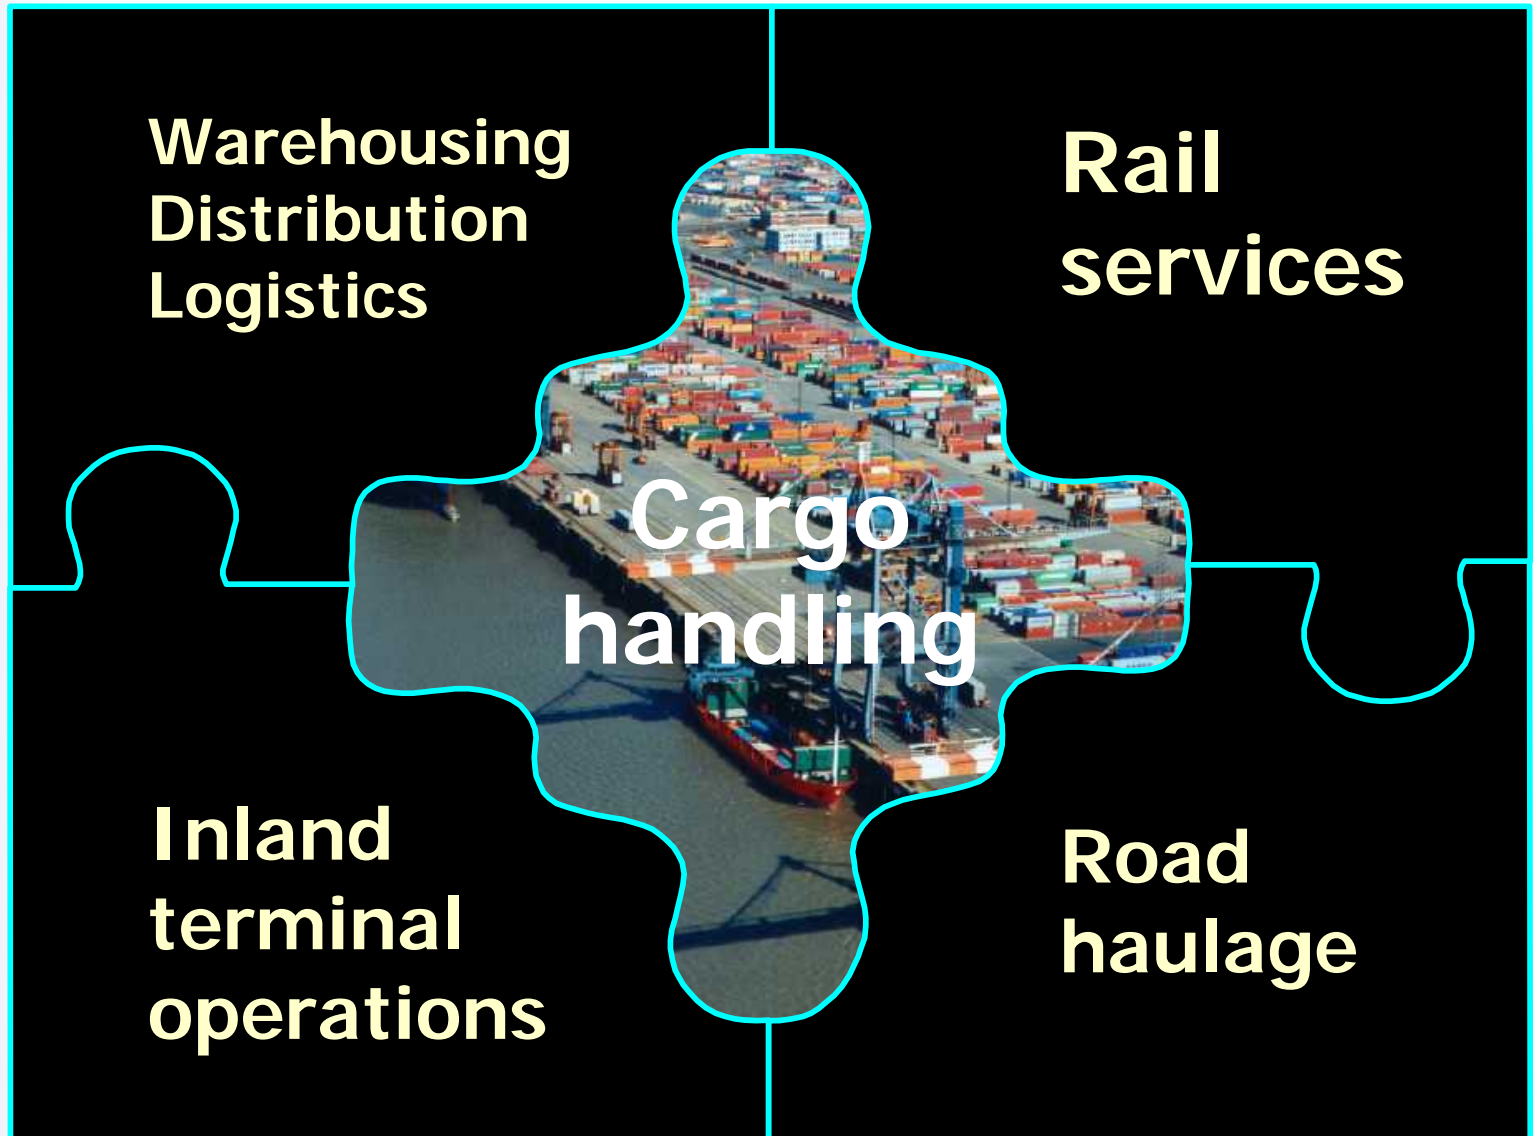 Warehousing
Distribution
Logistics
Rail
services
Cargo
handling
Inland
terminal
operations
Road
haulage